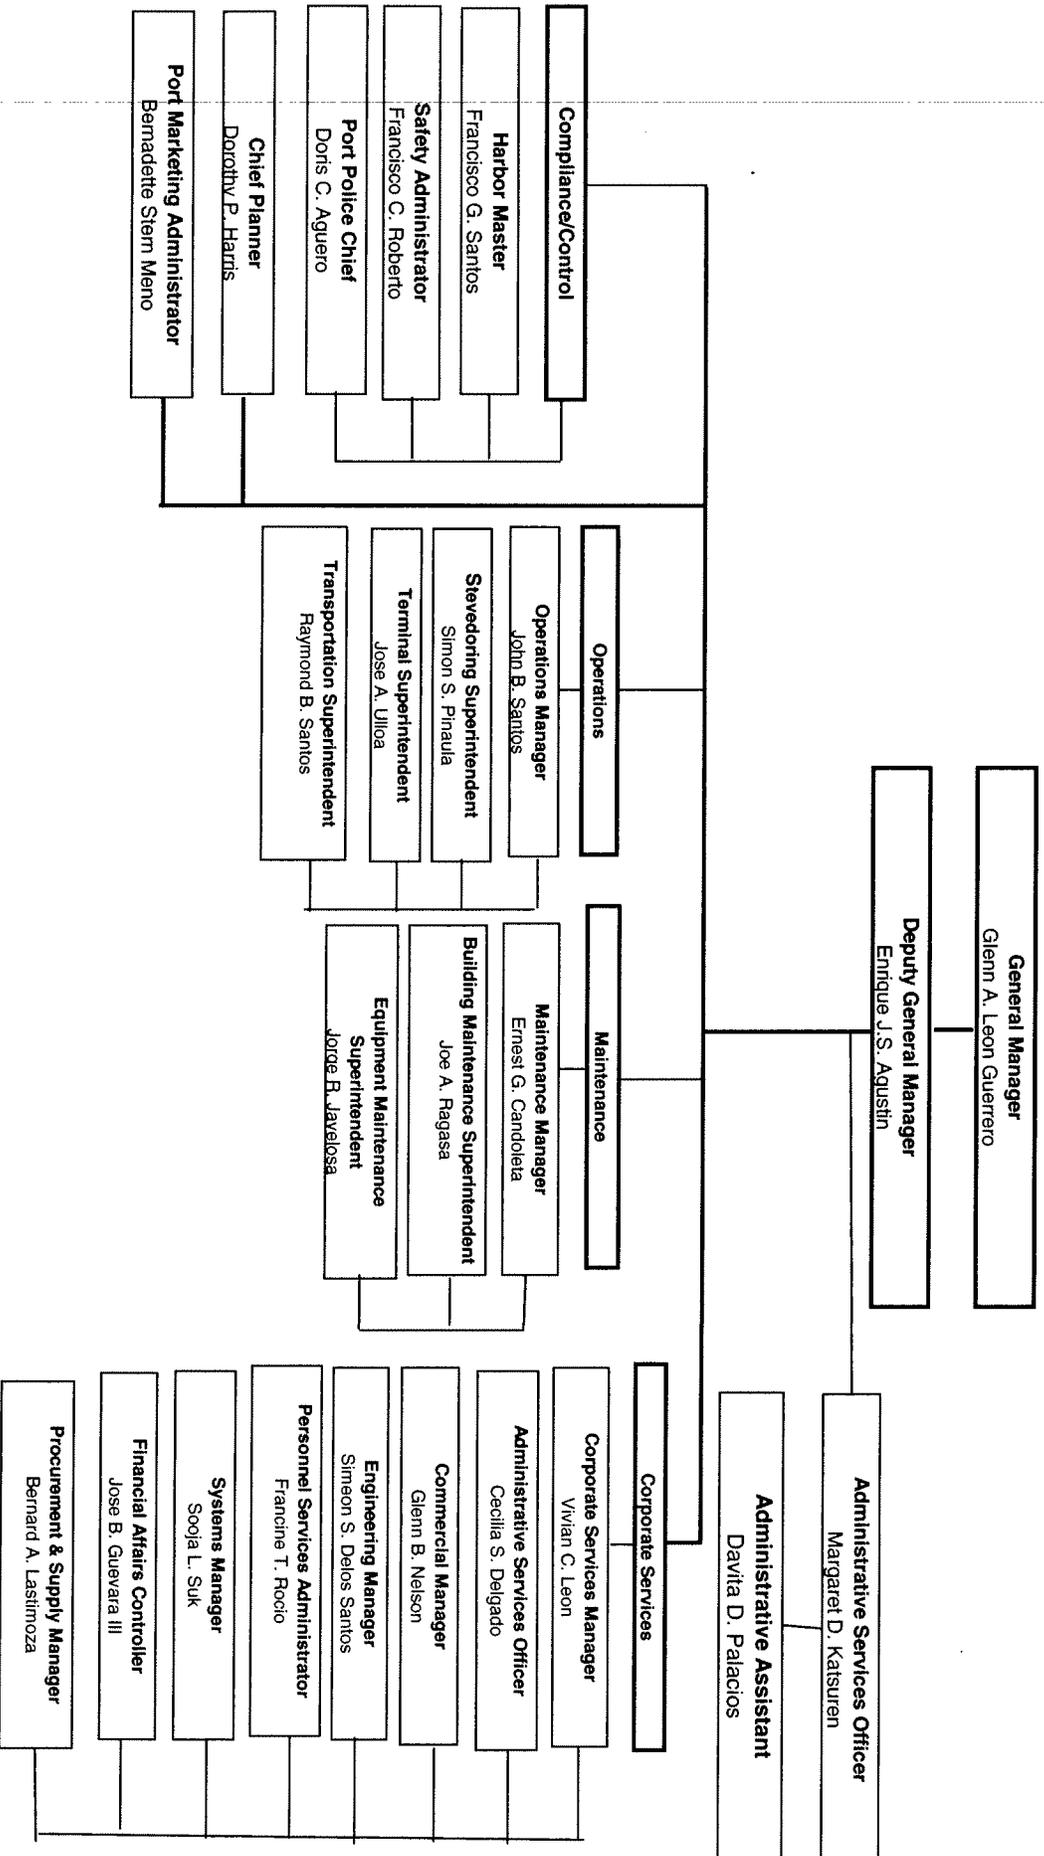 General Manager
Glenn A. Leon Guerrero
Deputy General Manager
Enrique J.S. Agustin
Administrative Services Officer
Margaret D. Katsuren
Administrative Assistant
Davita D. Palacios
Compliance/Control
Harbor Master
Francisco G. Santos
Safety Administrator
Francisco C. Roberto
Port Police Chief
Doris C. Aguero
Chief Planner
Dorothy P. Harris
Port Marketing Administrator
Bernadette Stern Meno
Operations
Operations Manager
John B. Santos
Stevedoring Superintendent
Simon S. Pinaula
Terminal Superintendent
Jose A. Ulloa
Transportation Superintendent
Raymond B. Santos
Maintenance
Maintenance Manager
Ernest G. Candoleta
Building Maintenance Superintendent
Joe A. Ragasa
Equipment Maintenance
Superintendent
Jorge R. Javelosa
Corporate Services
Corporate Services Manager
Vivian C. Leon
Administrative Services Officer
Cecilia S. Delgado
Commercial Manager
Glenn B. Nelson
Engineering Manager
Simeon S. Delos Santos
Personnel Services Administrator
Francine T. Rocio
Systems Manager
Sooja L. Suk
Financial Affairs Controller
Jose B. Guevara III
Procurement & Supply Manager
Bernard A. Lastimoza